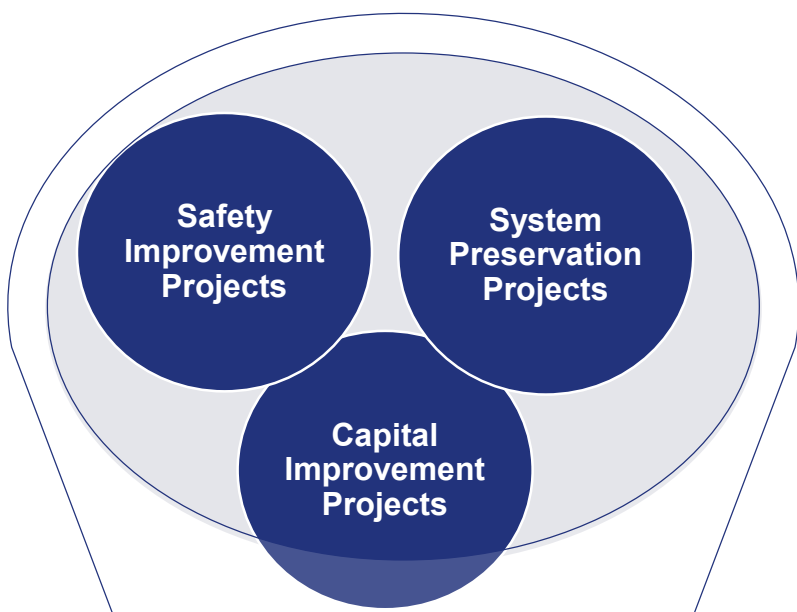 Safety
Improvement
Projects
System
Preservation
Projects
Capital
Improvement
Projects